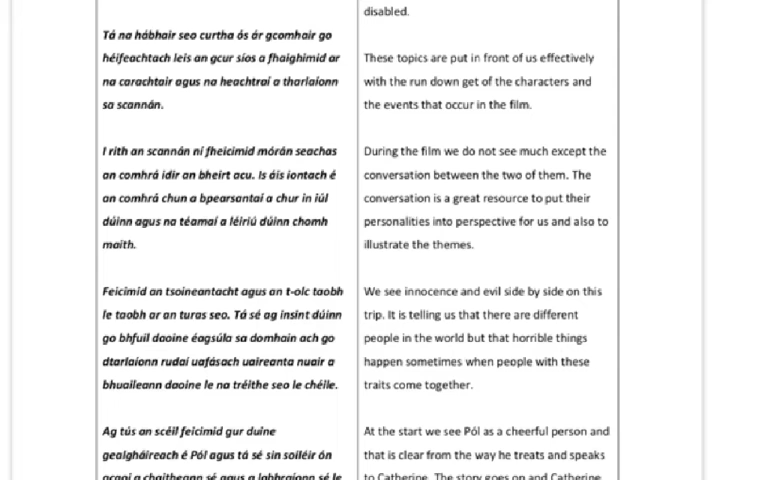 Tá na hábhair seo curtha ós ár gcomhair go
héifeachtach leis an gcur síos a fhaighimid ar
na carachtair agus na heachtraí a tharlaíonn
sa scannán.
I rith an scannán ní fheicimid mórán seachas
an comhrá idir an bheirt acu. Is áis iontach é
an comhrá chun a bpearsantaí a chur in iúl
dúinn agus na téamaí a léiriú dúinn chomh
maith.
Feicimid an tsoineantacht agus an t-olc taobh
le taobh ar an turas seo. Tá sé ag insint dúinn
go bhfuil daoine éagsúla sa domhain ach go
dtarlaíonn rudaí uafásach uaireanta nuair a
bhuaileann daoine le na tréithe seo le chéile.
Ag tús an scéil feicimid gur duine
gealgháireach é Pól agus tá sé sin soiléir ón
a chaitheann sé agus a labhraíonn sé le
disabled.
These topics are put in front of us effectively
with the run down get of the characters and
the events that occur in the film.
During the film we do not see much except the
conversation between the two of them. The
conversation is a great resource to put their
personalities into perspective for us and also to
illustrate the themes.
We see innocence and evil side by side on this
trip. It is telling us that there are different
people in the world but that horrible things
happen sometimes when people with these
traits come together.
At the start we see Pól as a cheerful person and
that is clear from the way he treats and speaks
to Catherine. The story goes on and Catherine